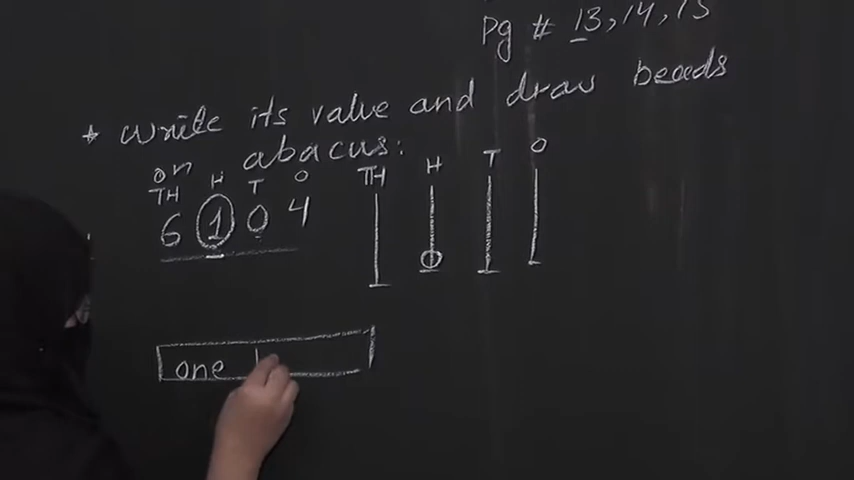 Pg # 13, 14, 15
* Write its value and draw beads
on abacus:
TH H T O TH H T O
6 1 0 4
one